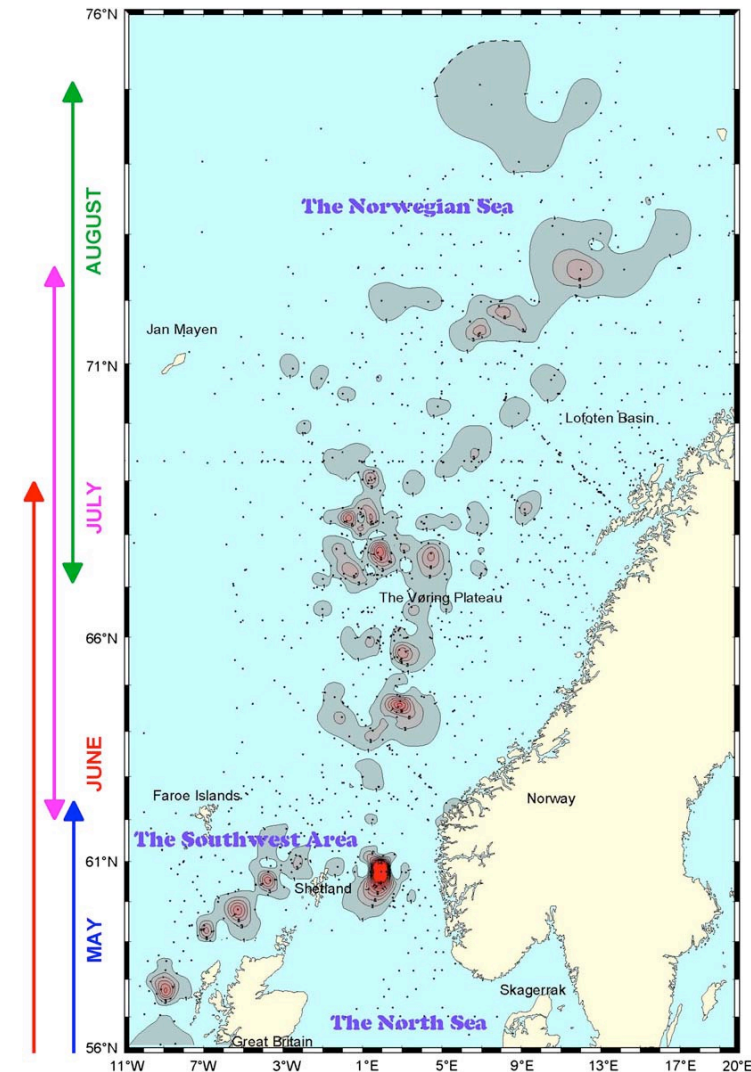 76°N
AUGUST
The Norwegian Sea
Jan Mayen
71°N
Lofoten Basin
JULY
The Vøring Plateau
66°N
JUNE
Faroe Islands
Norway
The Southwest Area
61°N
Shetland
MAY
Skagerrak
The North Sea
Great Britain
56°N
11°W 7°W 3°W 1°E 5°E 9°E 13°E 17°E 20°E